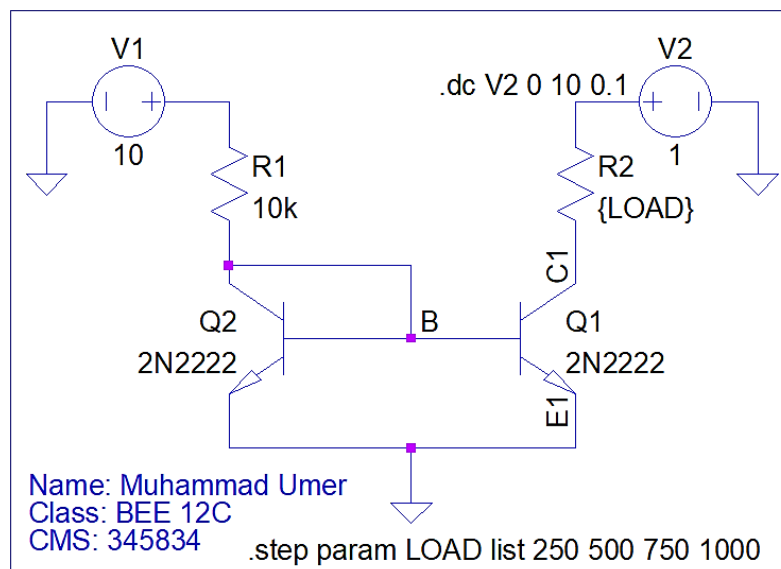 V1
V2
.dc V2 0 10 0.1
10
1
R1
10k
R2
{LOAD}
C1
Q2
2N2222
B
Q1
2N2222
E1
Name: Muhammad Umer
Class: BEE 12C
CMS: 345834
.step param LOAD list 250 500 750 1000